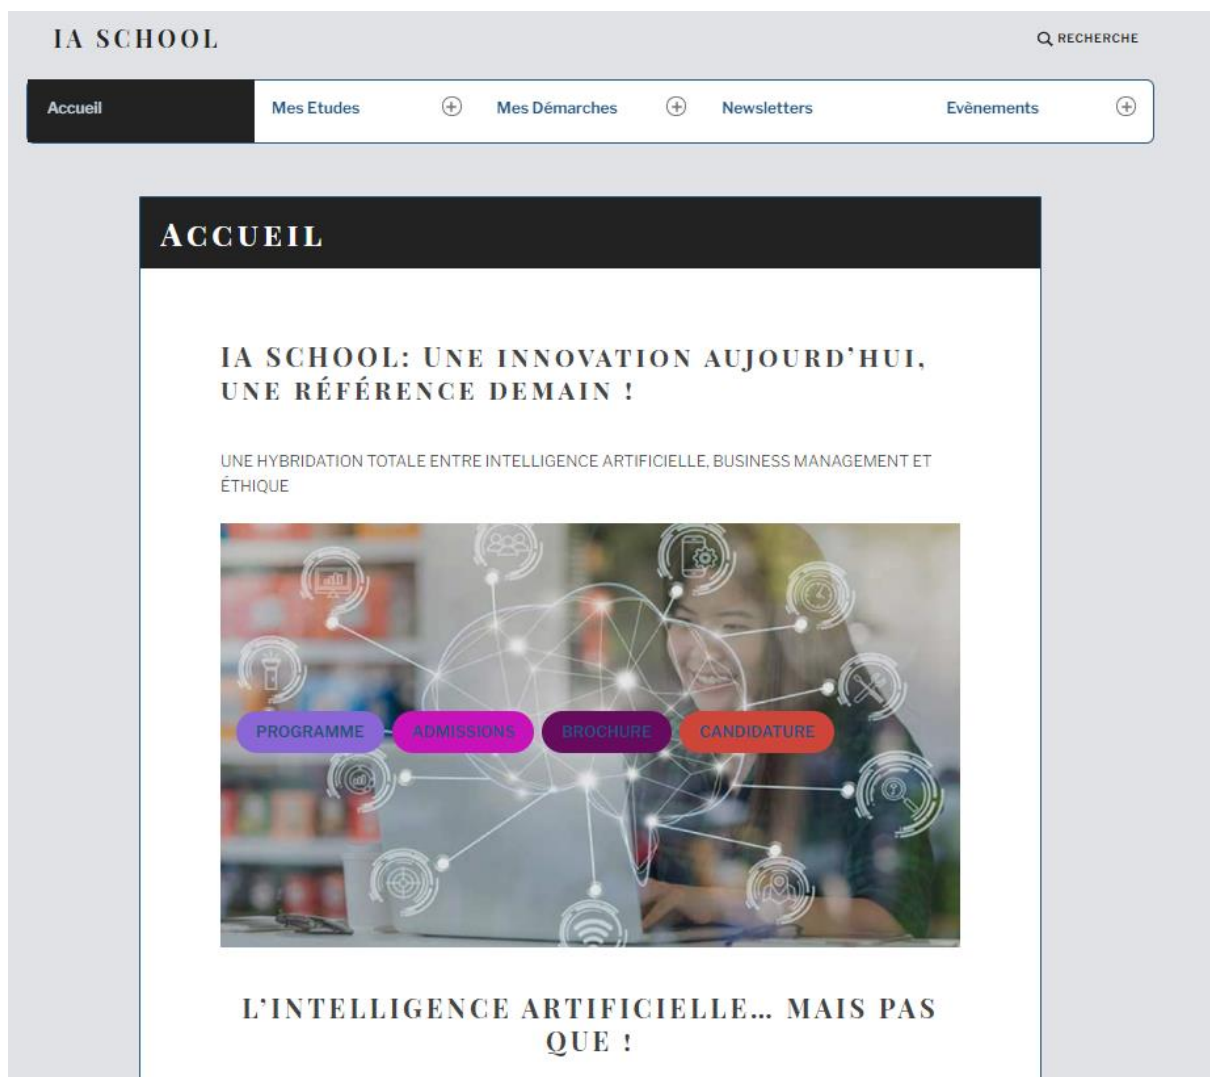 IA SCHOOL
RECHERCHE
Accueil
Mes Etudes
Mes Démarches
Newsletters
Evènements
ACCUEIL
IA SCHOOL: UNE INNOVATION AUJOURD’HUI,
UNE RÉFÉRENCE DEMAIN !
UNE HYBRIDATION TOTALE ENTRE INTELLIGENCE ARTIFICIELLE, BUSINESS MANAGEMENT ET
ÉTHIQUE
PROGRAMME
ADMISSIONS
BROCHURE
CANDIDATURE
L’INTELLIGENCE ARTIFICIELLE… MAIS PAS
QUE !